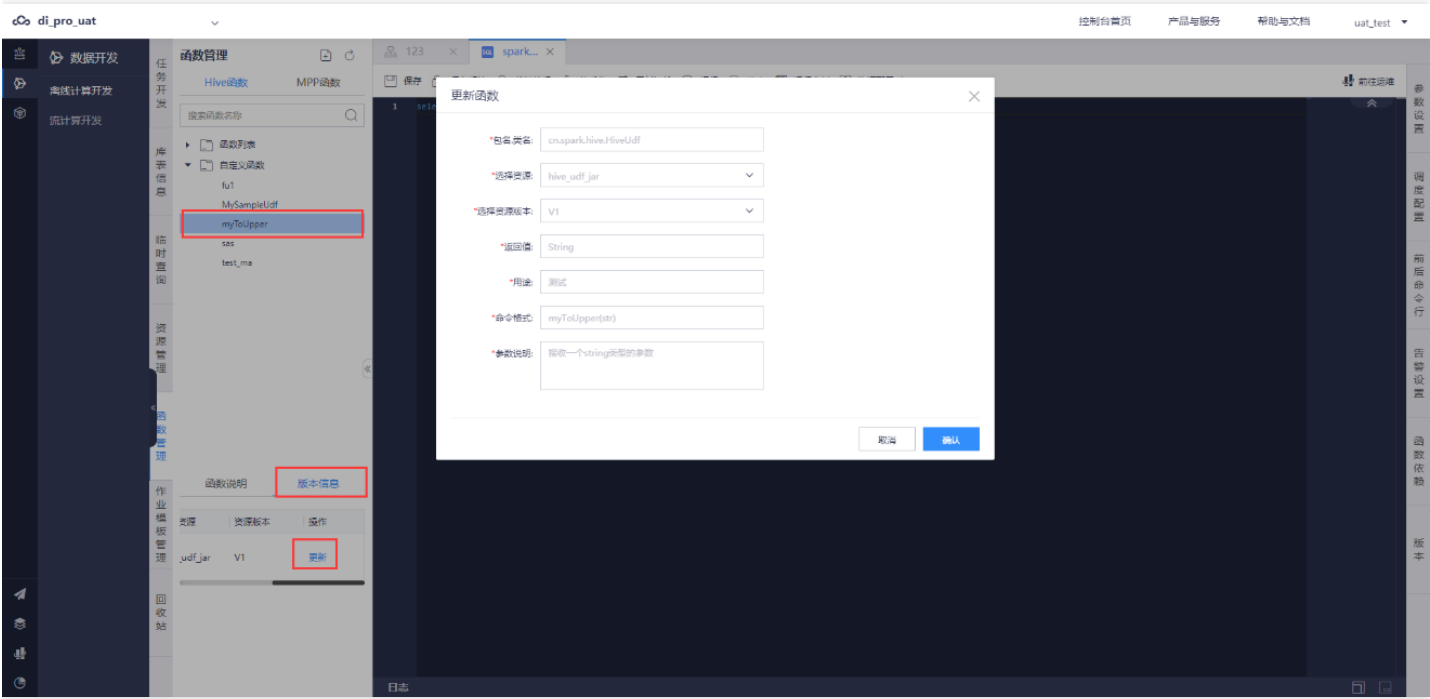 di_pro_uat
控制台首页
产品与服务
帮助与文档
uat_test
数据开发
离线计算开发
流计算开发
任务开发
库表信息
临时查询
资源管理
函数管理
作业模板管理
回收站
函数管理
Hive函数
MPP函数
搜索函数名称
函数列表
自定义函数
fu1
MySampleUdf
myToUpper
sas
test_ma
函数说明
版本信息
资源
资源版本
操作
_udf_jar
V1
更新
123
SQL
spark...
保存
前往运维
1
sele
更新函数
*包名.类名:
cn.spark.hive.HiveUdf
*选择资源:
hive_udf_jar
*选择资源版本:
V1
*返回值:
String
*用途:
测试
*命令格式:
myToUpper(str)
*参数说明:
接收一个string类型的参数
取消
确认
参数设置
调度配置
前后命令行
告警设置
函数依赖
版本
日志